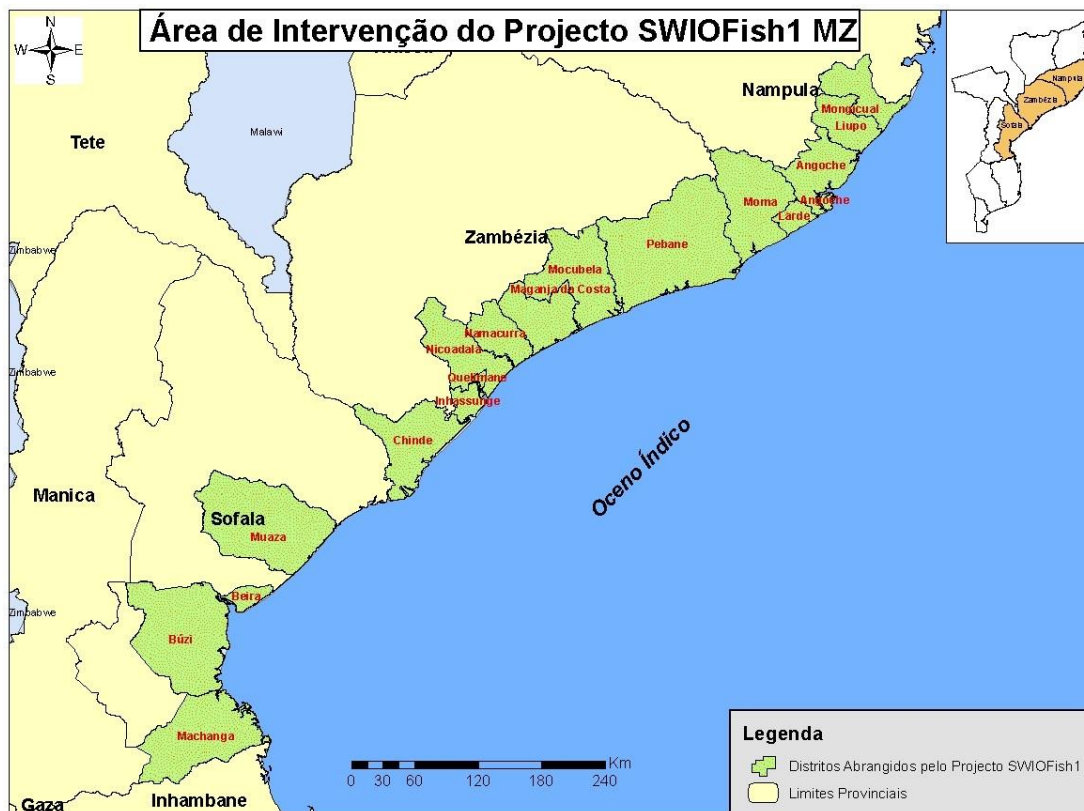 Área de Intervenção do Projecto SWIOFish1 MZ
N
W E
S
Nampula
Zambézia
Sofala
Nampula
Mongicual
Liupo
Tete
Malawi
Angoche
Angoche
Moma
Larde
Zambézia
Pebane
Zimbabwe
Mocubela
Maganja da Costa
Namacurra
Nicoadala
Zimbabwe
Quelimane
Inhassunge
Chinde
Oceno Índico
Manica
Sofala
Muaza
Beira
Zimbabwe
Búzi
Machanga
Km
0 30 60 120 180 240
Inhambane
Gaza
Legenda
Distritos Abrangidos pelo Projecto SWIOFish1
Limites Provinciais